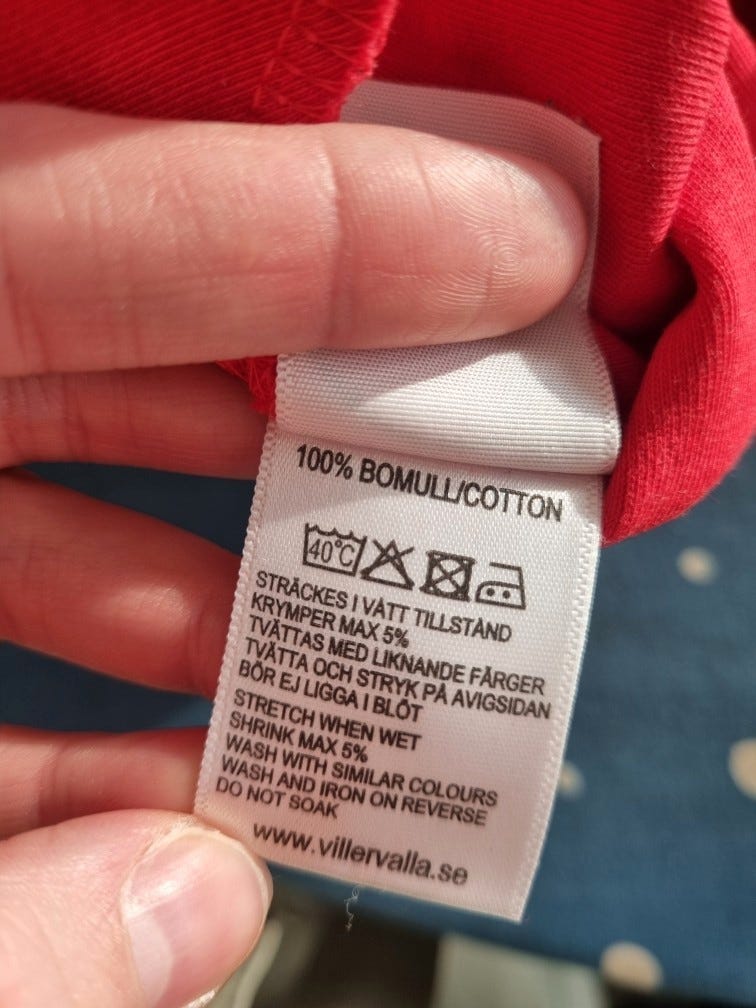 100% BOMULL/COTTON
40°C
STRÄCKES I VÅTT TILLSTÅND
KRYMPER MAX 5%
TVÄTTAS MED LIKNANDE FÄRGER
TVÄTTA OCH STRYK PÅ AVIGSIDAN
BÖR EJ LIGGA I BLÖT
STRETCH WHEN WET
SHRINK MAX 5%
WASH WITH SIMILAR COLOURS
WASH AND IRON ON REVERSE
DO NOT SOAK
www.villervalla.se